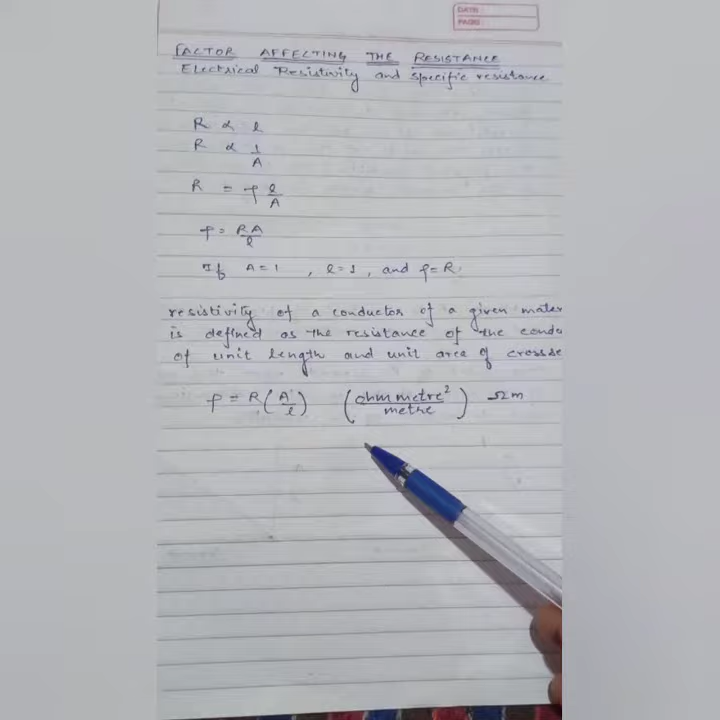 DATE:
PAGE:
FACTOR AFFECTING THE RESISTANCE
Electrical Resistivity and specific resistance
R ∝ l
R ∝ 1/A
R = ρ l/A
ρ = RA/l
If A=1 , l=1 , and ρ=R.
resistivity of a conductor of a given mater
is defined as the resistance of the condu
of unit length and unit area of crossse
ρ = R (A/l) (ohm metre²/metre) Ωm